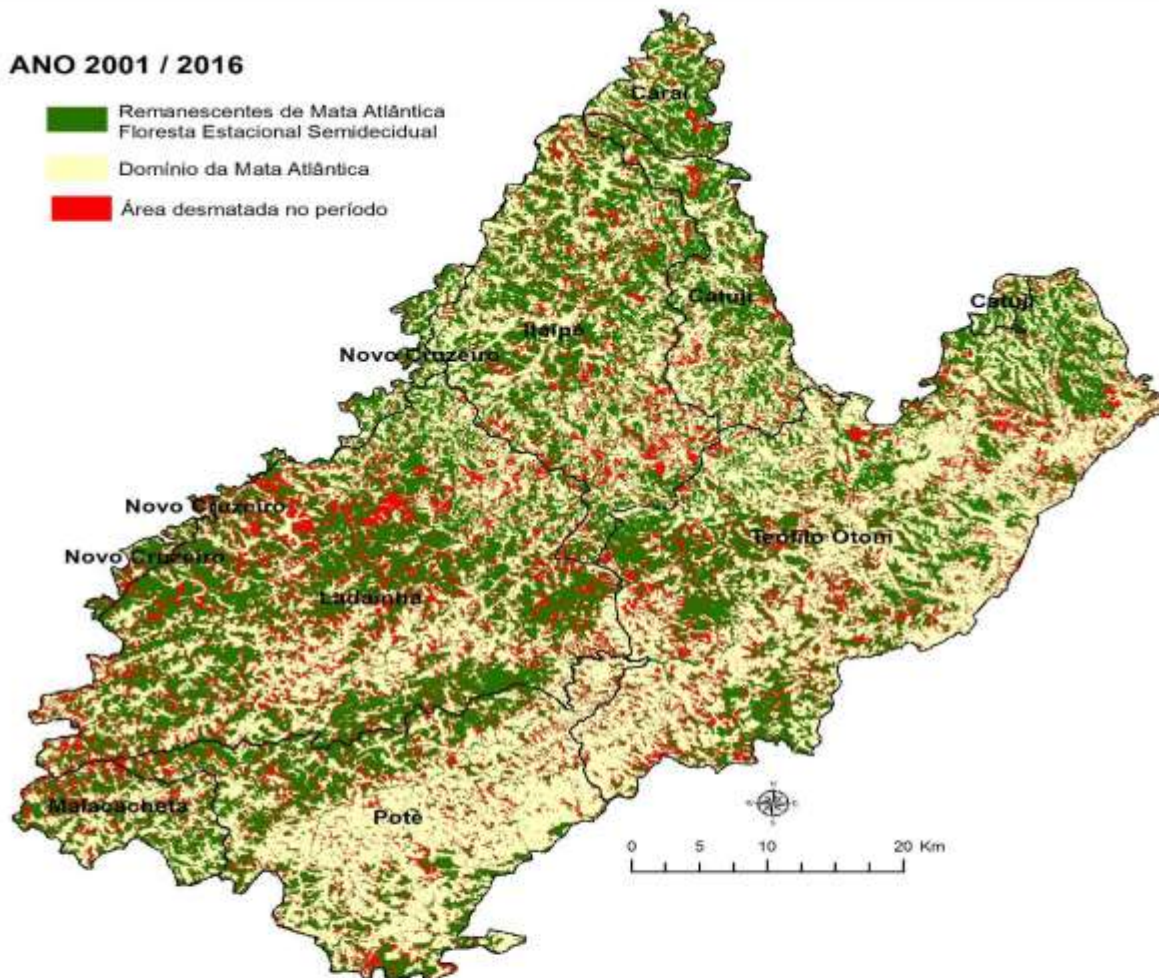 ANO 2001 / 2016
Remanescentes de Mata Atlântica
Floresta Estacional Semidecidual
Domínio da Mata Atlântica
Área desmatada no período
Caraí
Catuji
Catuji
Itaipé
Novo Cruzeiro
Novo Cruzeiro
Novo Cruzeiro
Teofilo Otoni
Ladainha
Malacacheta
Potê
0 5 10 20 Km